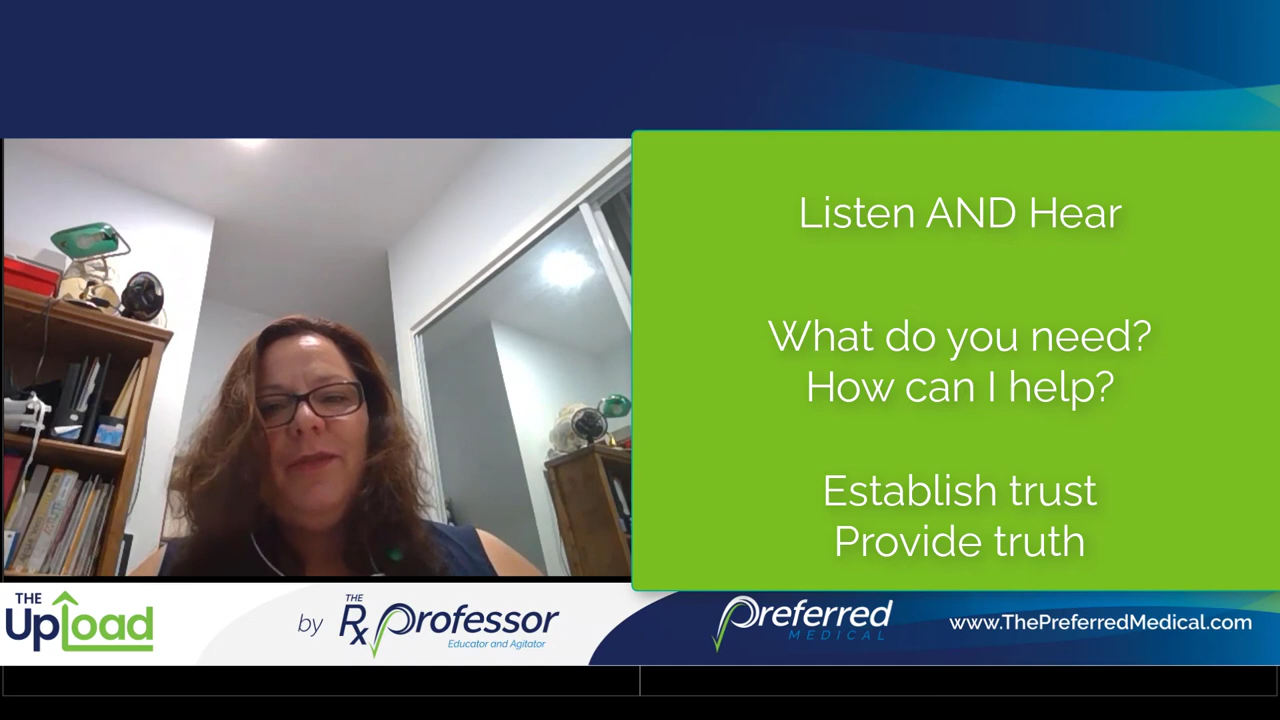 Listen AND Hear
What do you need?
How can I help?
Establish trust
Provide truth
THE
Upload
by
THE
Rx Professor
Educator and Agitator
Preferred
MEDICAL
www.ThePreferredMedical.com